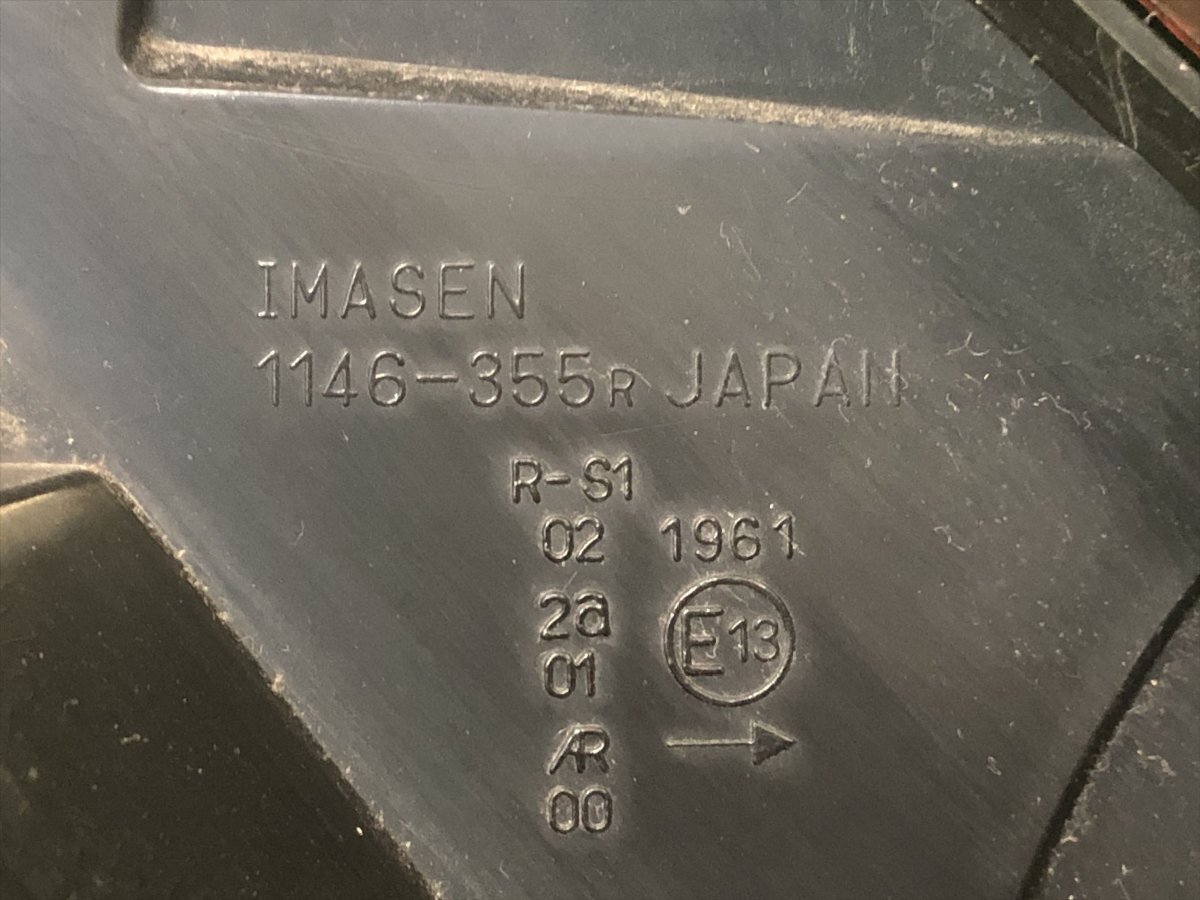 IMASEN
1146-355R JAPAN
R-S1
02 1961
2a
01
E13
AR
00
→